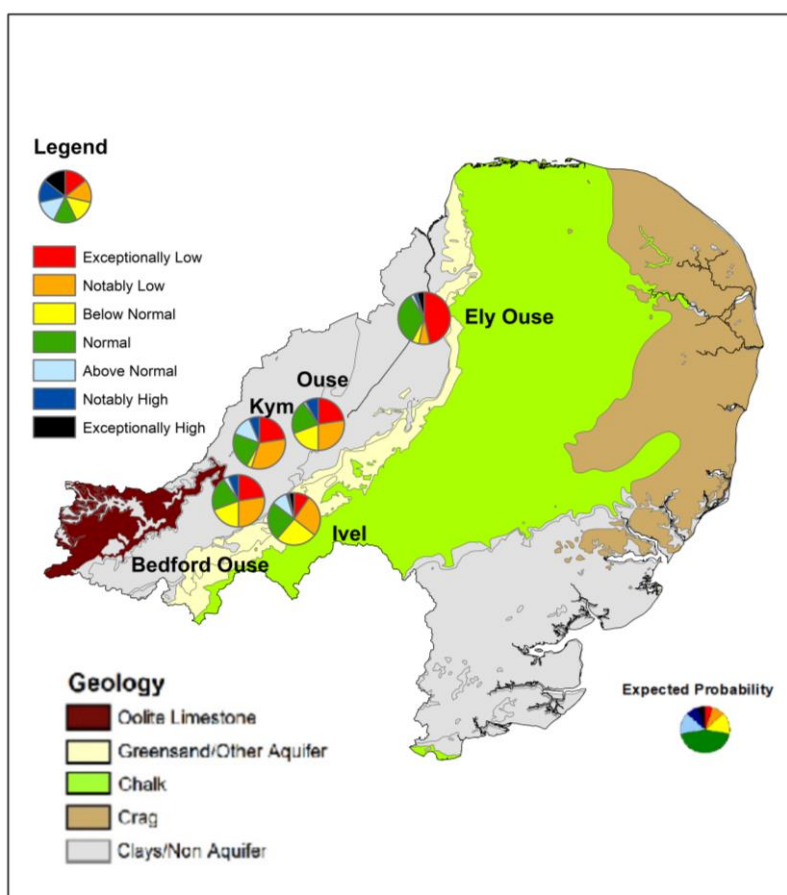 Legend
Exceptionally Low
Notably Low
Below Normal
Normal
Above Normal
Notably High
Exceptionally High
Ely Ouse
Ouse
Kym
Ivel
Bedford Ouse
Geology
Oolite Limestone
Greensand/Other Aquifer
Chalk
Crag
Clays/Non Aquifer
Expected Probability